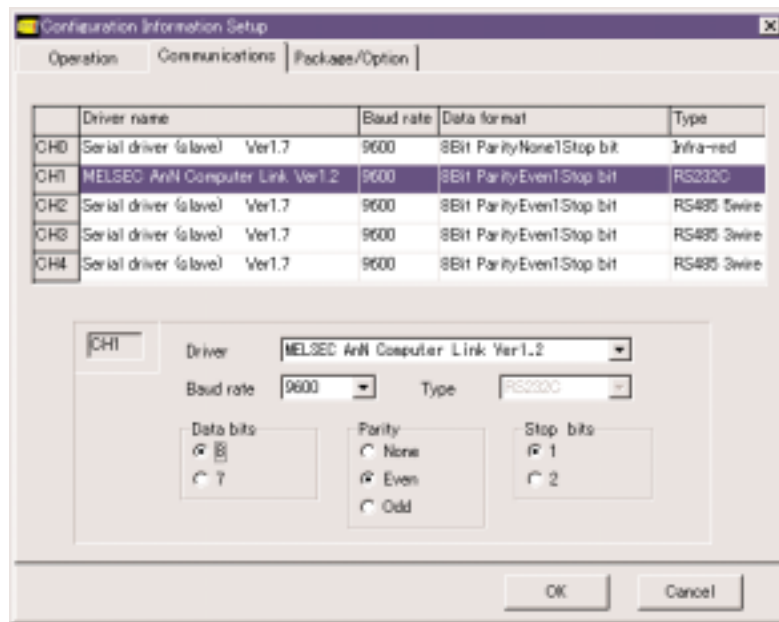 Configuration Information Setup
Operation Communications Package/Option
Driver name Baud rate Data format Type
CH0 Serial driver (slave) Ver1.7 9600 8Bit ParityNone1Stop bit Infra-red
CH1 MELSEC AnN Computer Link Ver1.2 9600 8Bit ParityEven1Stop bit RS232C
CH2 Serial driver (slave) Ver1.7 9600 8Bit ParityEven1Stop bit RS485 5wire
CH3 Serial driver (slave) Ver1.7 9600 8Bit ParityEven1Stop bit RS485 3wire
CH4 Serial driver (slave) Ver1.7 9600 8Bit ParityEven1Stop bit RS485 3wire
CH1 Driver MELSEC AnN Computer Link Ver1.2
Baud rate 9600 Type RS232C
Data bits Parity Stop bits
8 None 1
7 Even 2
Odd
OK Cancel